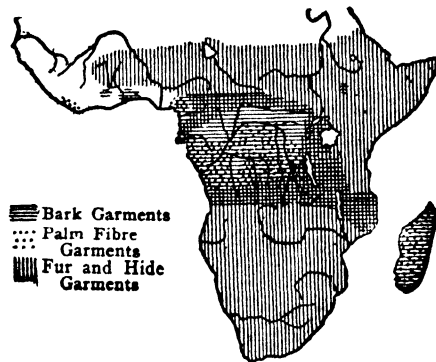 Bark Garments
Palm Fibre
Garments
Fur and Hide
Garments